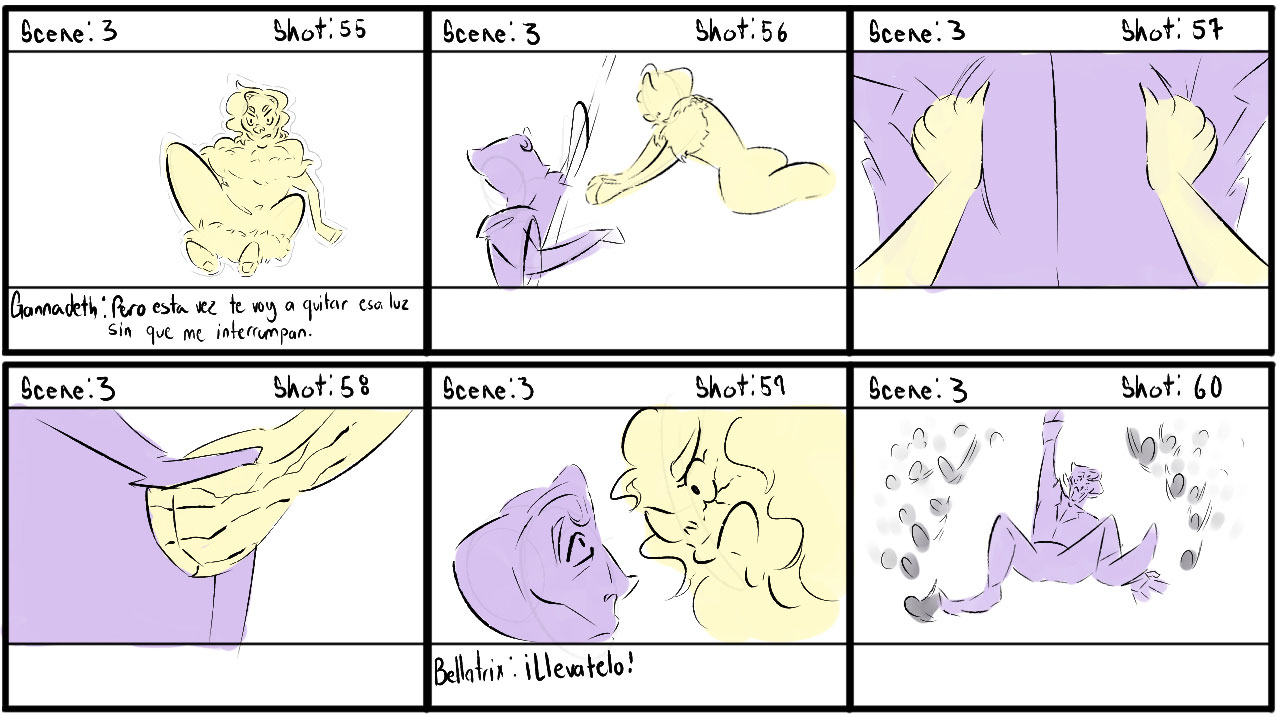 Scene: 3 Shot: 55
Scene: 3 Shot: 56
Scene: 3 Shot: 57
Gannadeth: Pero esta vez te voy a quitar esa luz
sin que me interrumpan.
Scene: 3 Shot: 58
Scene: 3 Shot: 59
Scene: 3 Shot: 60
Bellatrix: ¡Llevatelo!